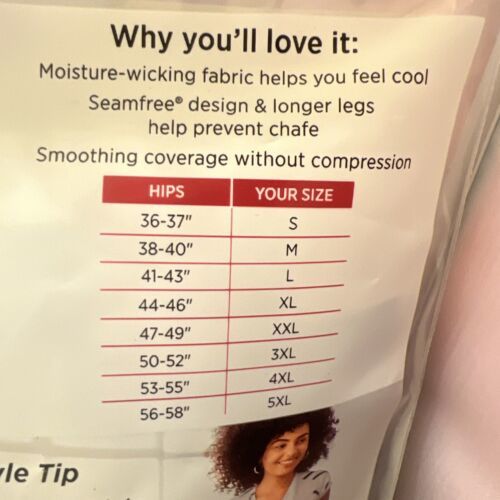 Why you'll love it:
Moisture-wicking fabric helps you feel cool
Seamfree® design & longer legs
help prevent chafe
Smoothing coverage without compression
HIPS YOUR SIZE
36-37" S
38-40" M
41-43" L
44-46" XL
47-49" XXL
50-52" 3XL
53-55" 4XL
56-58" 5XL
Tip